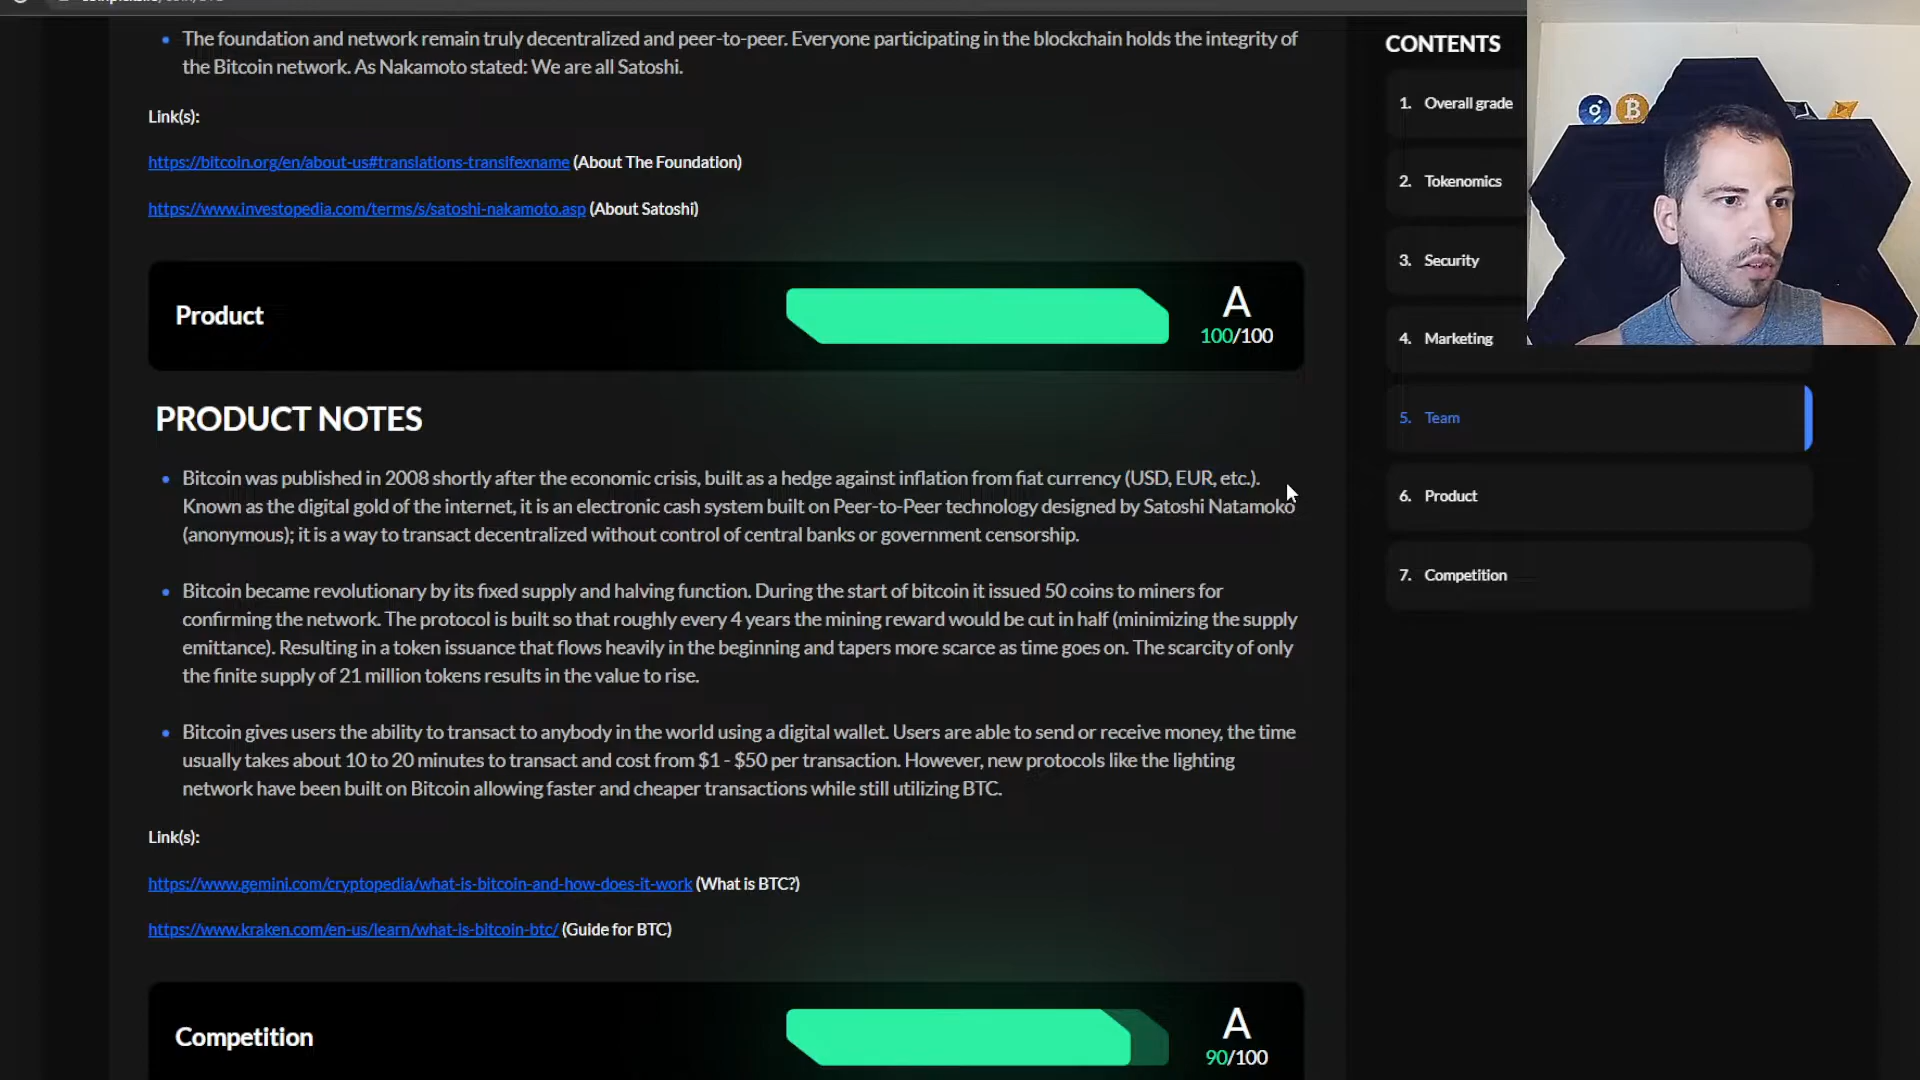 The foundation and network remain truly decentralized and peer-to-peer. Everyone participating in the blockchain holds the integrity of
the Bitcoin network. As Nakamoto stated: We are all Satoshi.
Link(s):
https://bitcoin.org/en/about-us#translations-transifexname (About The Foundation)
https://www.investopedia.com/terms/s/satoshi-nakamoto.asp (About Satoshi)
Product
A
100/100
PRODUCT NOTES
Bitcoin was published in 2008 shortly after the economic crisis, built as a hedge against inflation from fiat currency (USD, EUR, etc.).
Known as the digital gold of the internet, it is an electronic cash system built on Peer-to-Peer technology designed by Satoshi Natamoko
(anonymous); it is a way to transact decentralized without control of central banks or government censorship.
Bitcoin became revolutionary by its fixed supply and halving function. During the start of bitcoin it issued 50 coins to miners for
confirming the network. The protocol is built so that roughly every 4 years the mining reward would be cut in half (minimizing the supply
emittance). Resulting in a token issuance that flows heavily in the beginning and tapers more scarce as time goes on. The scarcity of only
the finite supply of 21 million tokens results in the value to rise.
Bitcoin gives users the ability to transact to anybody in the world using a digital wallet. Users are able to send or receive money, the time
usually takes about 10 to 20 minutes to transact and cost from $1 - $50 per transaction. However, new protocols like the lighting
network have been built on Bitcoin allowing faster and cheaper transactions while still utilizing BTC.
Link(s):
https://www.gemini.com/cryptopedia/what-is-bitcoin-and-how-does-it-work (What is BTC?)
https://www.kraken.com/en-us/learn/what-is-bitcoin-btc/ (Guide for BTC)
Competition
A
90/100
CONTENTS
1. Overall grade
2. Tokenomics
3. Security
4. Marketing
5. Team
6. Product
7. Competition